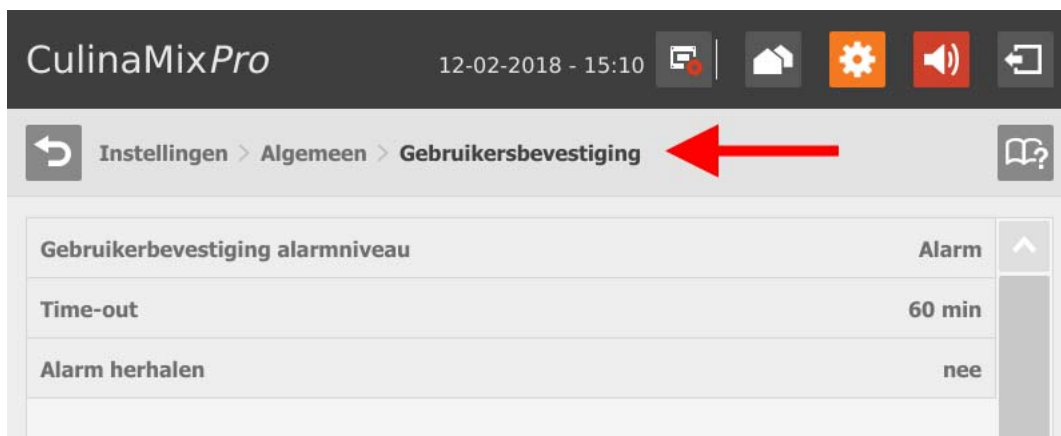 CulinaMixPro 12-02-2018 - 15:10
Instellingen > Algemeen > Gebruikersbevestiging
Gebruikerbevestiging alarmniveau Alarm
Time-out 60 min
Alarm herhalen nee